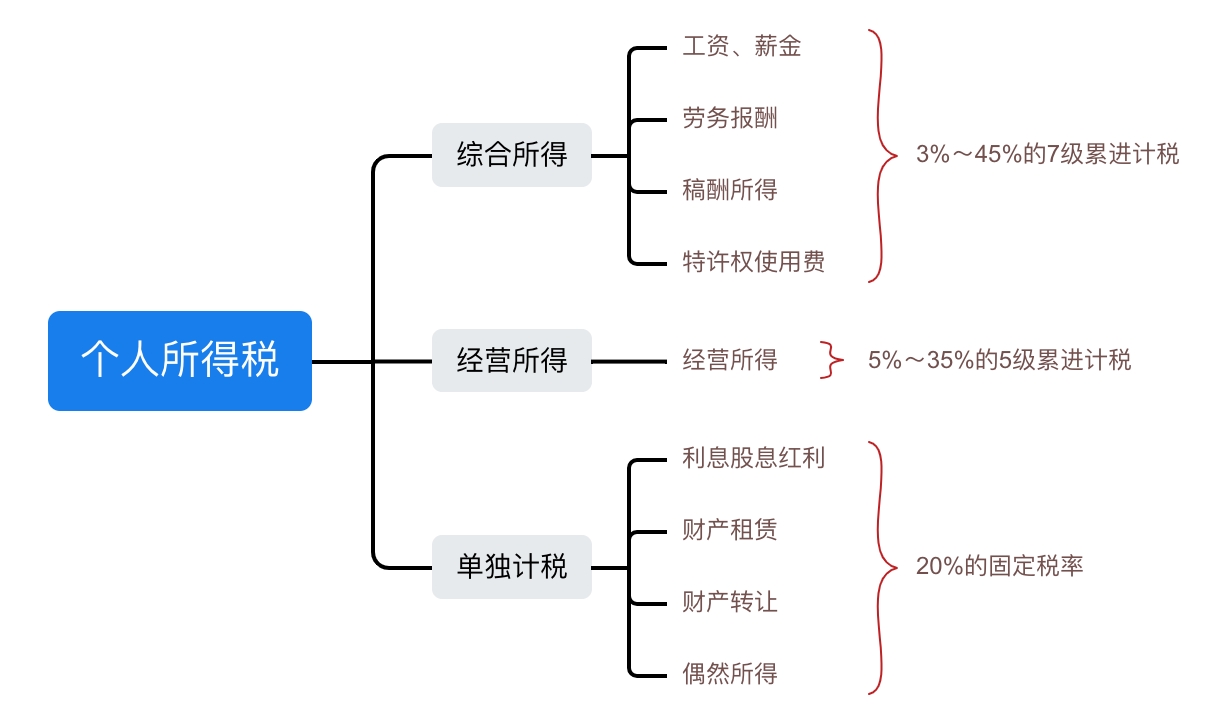 个人所得税
综合所得
工资、薪金
劳务报酬
稿酬所得
特许权使用费
3%～45%的7级累进计税
经营所得
经营所得
5%～35%的5级累进计税
单独计税
利息股息红利
财产租赁
财产转让
偶然所得
20%的固定税率